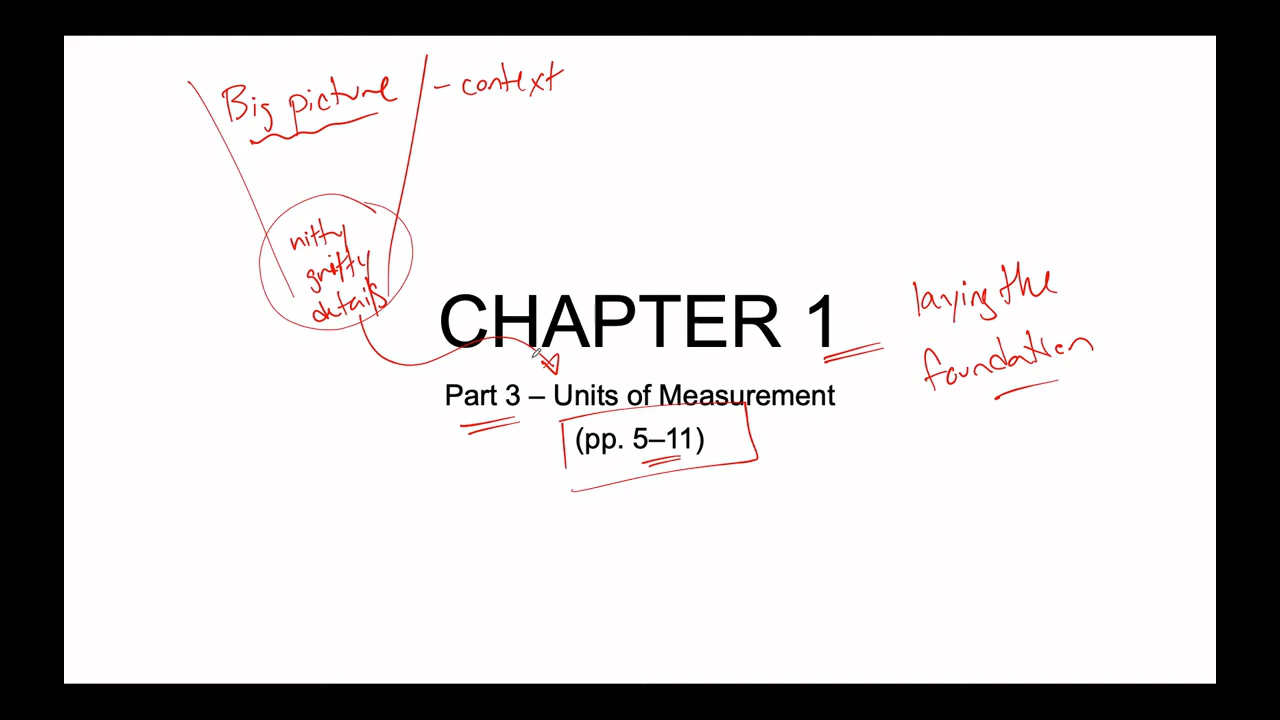 Big picture
- context
nitty
gritty
details
CHAPTER 1
laying the
foundation
Part 3 – Units of Measurement
(pp. 5–11)